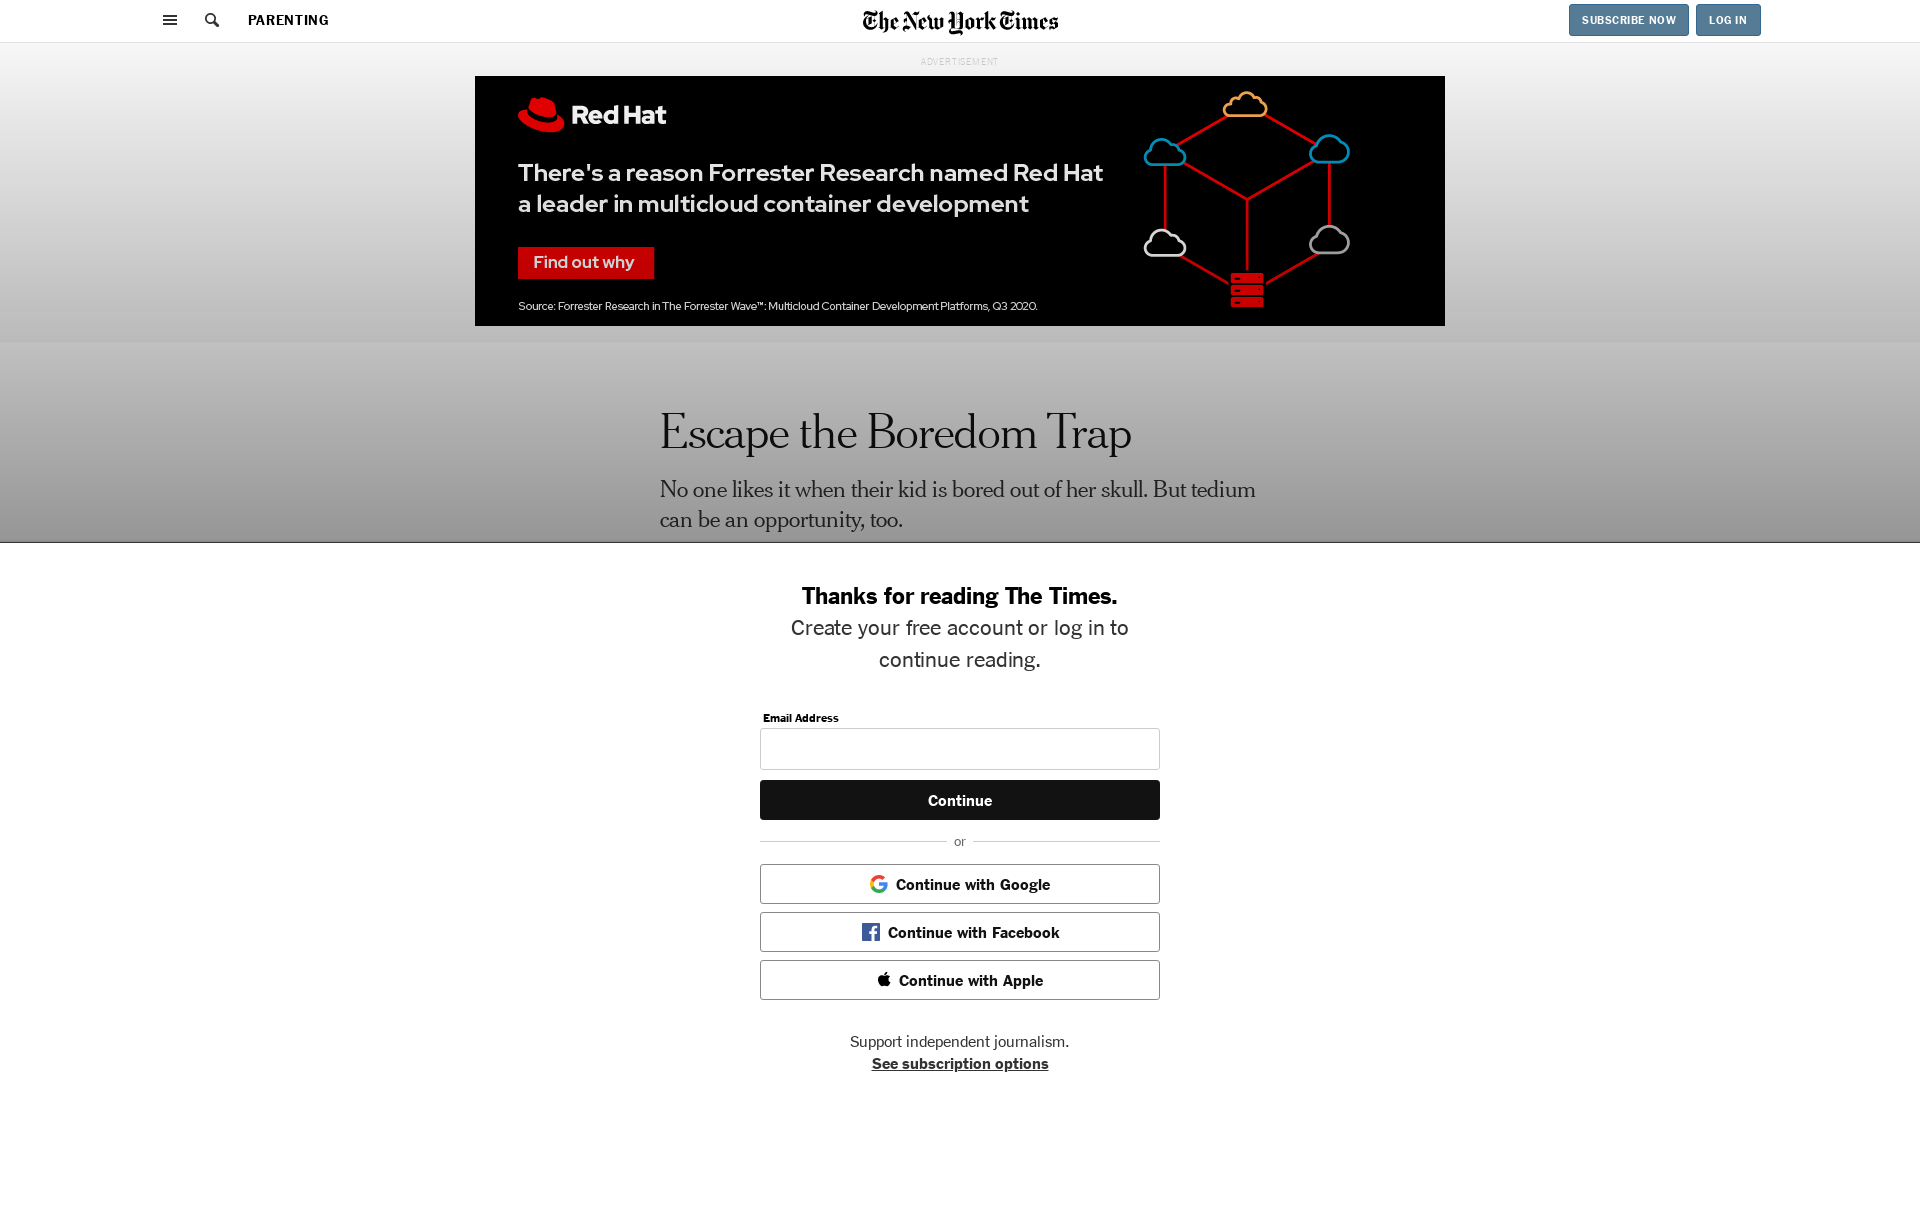 PARENTING
The New York Times
SUBSCRIBE NOW
LOG IN
ADVERTISEMENT
Red Hat
There's a reason Forrester Research named Red Hat
a leader in multicloud container development
Find out why
Source: Forrester Research in The Forrester Wave™: Multicloud Container Development Platforms, Q3 2020.
Escape the Boredom Trap
No one likes it when their kid is bored out of her skull. But tedium
can be an opportunity, too.
Thanks for reading The Times.
Create your free account or log in to
continue reading.
Email Address
Continue
or
Continue with Google
Continue with Facebook
Continue with Apple
Support independent journalism.
See subscription options